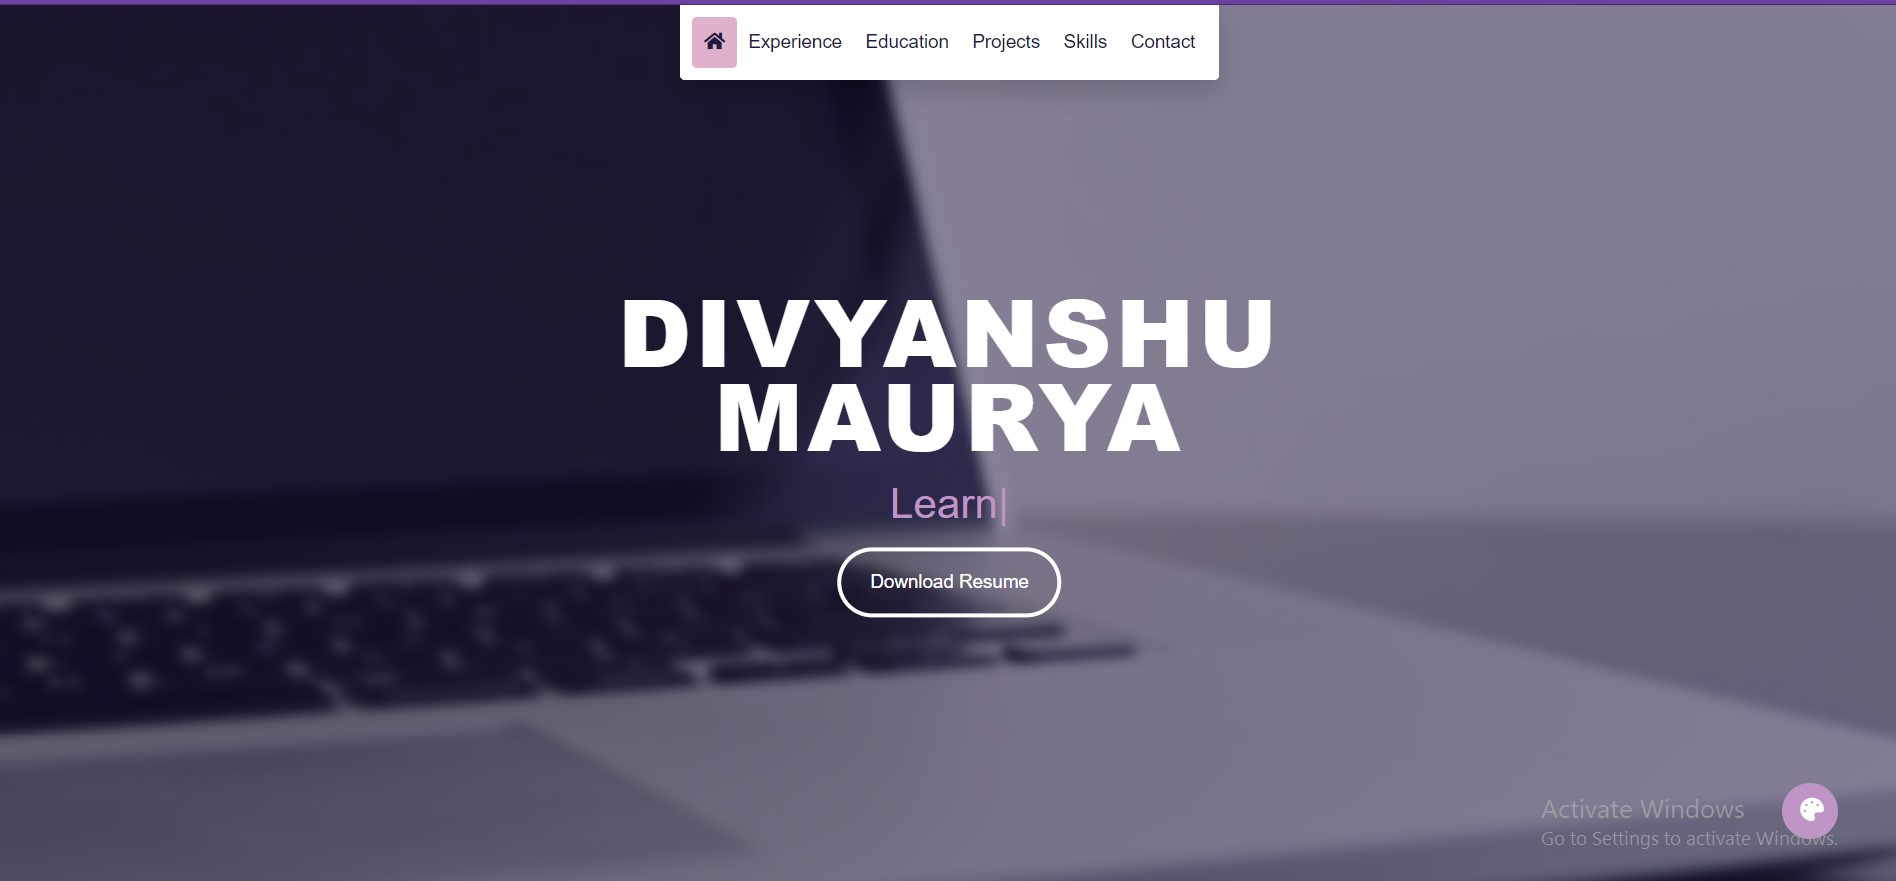 Experience Education Projects Skills Contact
DIVYANSHU
MAURYA
Learn|
Download Resume
Activate Windows
Go to Settings to activate Windows.